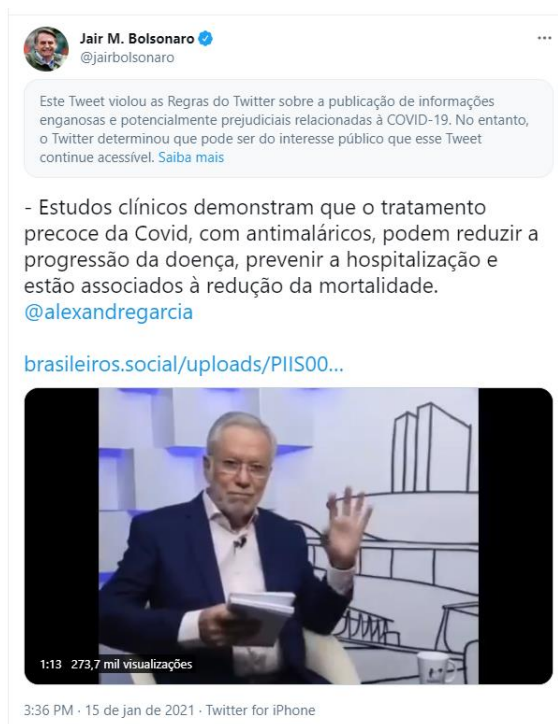 Jair M. Bolsonaro
@jairbolsonaro
Este Tweet violou as Regras do Twitter sobre a publicação de informações
enganosas e potencialmente prejudiciais relacionadas à COVID-19. No entanto,
o Twitter determinou que pode ser do interesse público que esse Tweet
continue acessível. Saiba mais
- Estudos clínicos demonstram que o tratamento
precoce da Covid, com antimaláricos, podem reduzir a
progressão da doença, prevenir a hospitalização e
estão associados à redução da mortalidade.
@alexandregarcia
brasileiros.social/uploads/PIIS00...
1:13 273,7 mil visualizações
3:36 PM · 15 de jan de 2021 · Twitter for iPhone